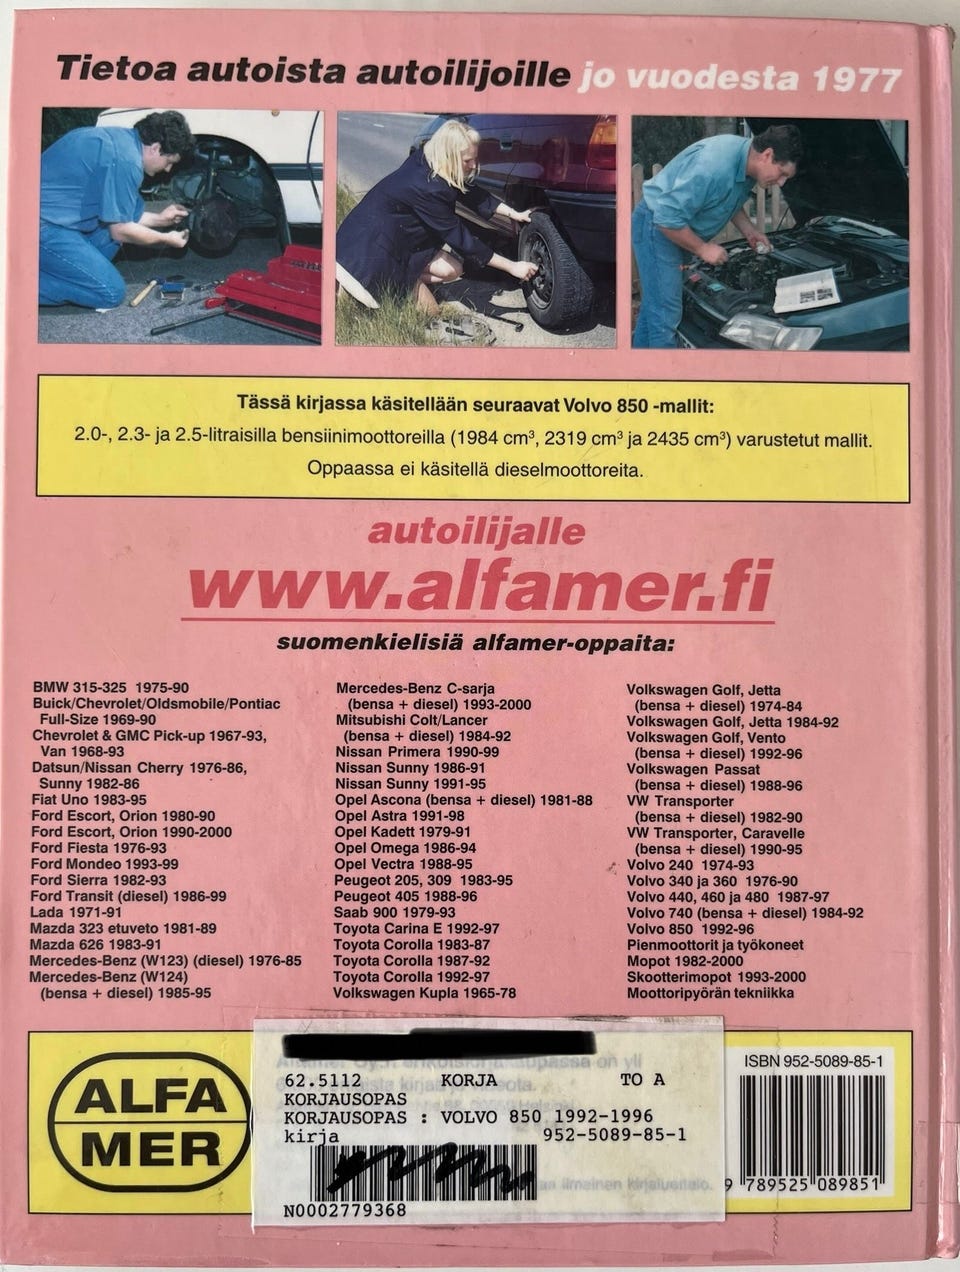 Tietoa autoista autoilijoille jo vuodesta 1977
Tässä kirjassa käsitellään seuraavat Volvo 850 -mallit:
2.0-, 2.3- ja 2.5-litraisilla bensiinimoottoreilla (1984 cm³, 2319 cm³ ja 2435 cm³) varustetut mallit.
Oppaassa ei käsitellä dieselmoottoreita.
autoilijalle
www.alfamer.fi
suomenkielisiä alfamer-oppaita:
BMW 315-325 1975-90
Buick/Chevrolet/Oldsmobile/Pontiac
Full-Size 1969-90
Chevrolet & GMC Pick-up 1967-93,
Van 1968-93
Datsun/Nissan Cherry 1976-86,
Sunny 1982-86
Fiat Uno 1983-95
Ford Escort, Orion 1980-90
Ford Escort, Orion 1990-2000
Ford Fiesta 1976-93
Ford Mondeo 1993-99
Ford Sierra 1982-93
Ford Transit (diesel) 1986-99
Lada 1971-91
Mazda 323 etuveto 1981-89
Mazda 626 1983-91
Mercedes-Benz (W123) (diesel) 1976-85
Mercedes-Benz (W124)
(bensa + diesel) 1985-95
Mercedes-Benz C-sarja
(bensa + diesel) 1993-2000
Mitsubishi Colt/Lancer
(bensa + diesel) 1984-92
Nissan Primera 1990-99
Nissan Sunny 1986-91
Nissan Sunny 1991-95
Opel Ascona (bensa + diesel) 1981-88
Opel Astra 1991-98
Opel Kadett 1979-91
Opel Omega 1986-94
Opel Vectra 1988-95
Peugeot 205, 309 1983-95
Peugeot 405 1988-96
Saab 900 1979-93
Toyota Carina E 1992-97
Toyota Corolla 1983-87
Toyota Corolla 1987-92
Toyota Corolla 1992-97
Volkswagen Kupla 1965-78
Volkswagen Golf, Jetta
(bensa + diesel) 1974-84
Volkswagen Golf, Jetta 1984-92
Volkswagen Golf, Vento
(bensa + diesel) 1992-96
Volkswagen Passat
(bensa + diesel) 1988-96
VW Transporter
(bensa + diesel) 1982-90
VW Transporter, Caravelle
(bensa + diesel) 1990-95
Volvo 240 1974-93
Volvo 340 ja 360 1976-90
Volvo 440, 460 ja 480 1987-97
Volvo 740 (bensa + diesel) 1984-92
Volvo 850 1992-96
Pienmoottorit ja työkoneet
Mopot 1982-2000
Skootterimopot 1993-2000
Moottoripyörän tekniikka
ALFA
MER
62.5112 KORJA TO A
KORJAUSOPAS
KORJAUSOPAS : VOLVO 850 1992-1996
kirja 952-5089-85-1
N0002779368
ISBN 952-5089-85-1
9 789525 089851